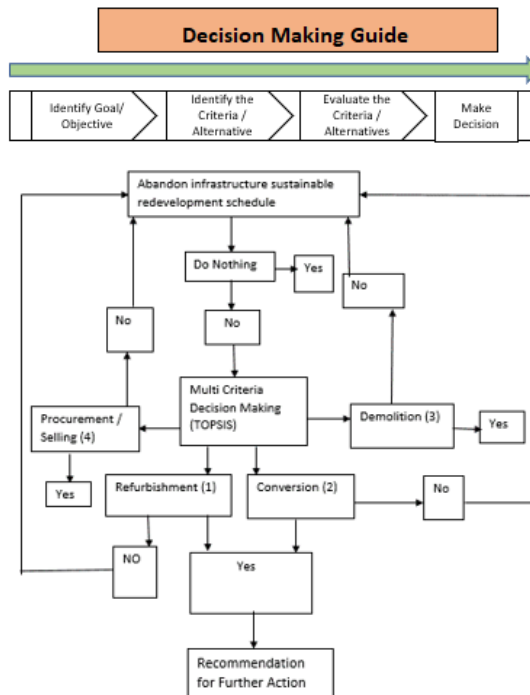 Decision Making Guide
Identify Goal/
Objective
Identify the
Criteria /
Alternative
Evaluate the
Criteria /
Alternatives
Make
Decision
Abandon infrastructure sustainable
redevelopment schedule
Do Nothing
Yes
No
No
No
Multi Criteria
Decision Making
(TOPSIS)
Procurement /
Selling (4)
Demolition (3)
Yes
Yes
Refurbishment (1)
Conversion (2)
No
NO
Yes
Recommendation
for Further Action